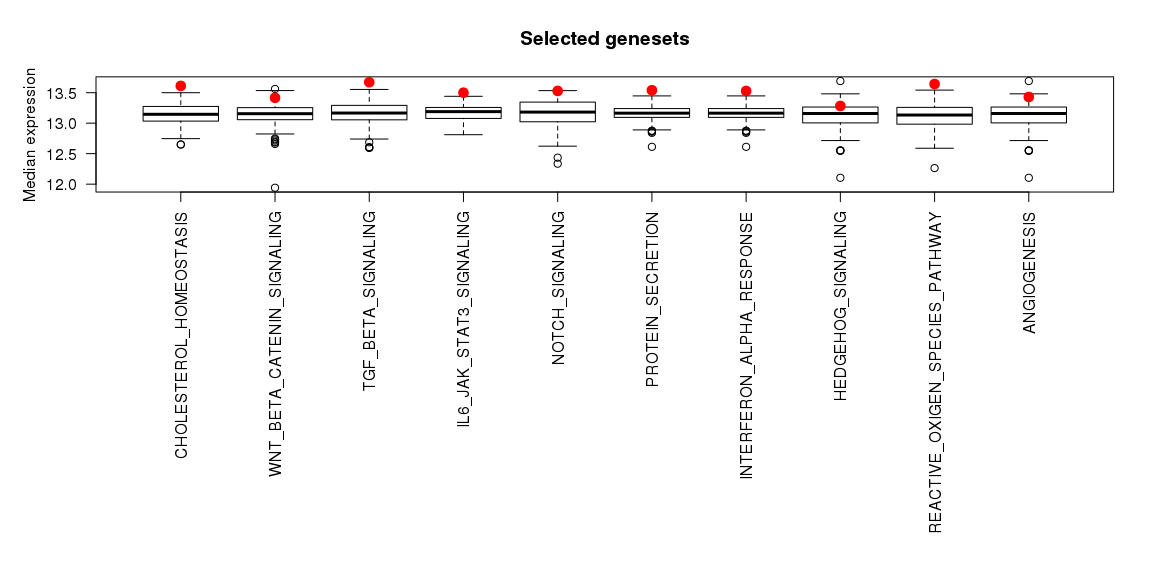 Selected genesets
Median expression
13.5
13.0
12.5
12.0
CHOLESTEROL_HOMEOSTASIS
WNT_BETA_CATENIN_SIGNALING
TGF_BETA_SIGNALING
IL6_JAK_STAT3_SIGNALING
NOTCH_SIGNALING
PROTEIN_SECRETION
INTERFERON_ALPHA_RESPONSE
HEDGEHOG_SIGNALING
REACTIVE_OXIGEN_SPECIES_PATHWAY
ANGIOGENESIS